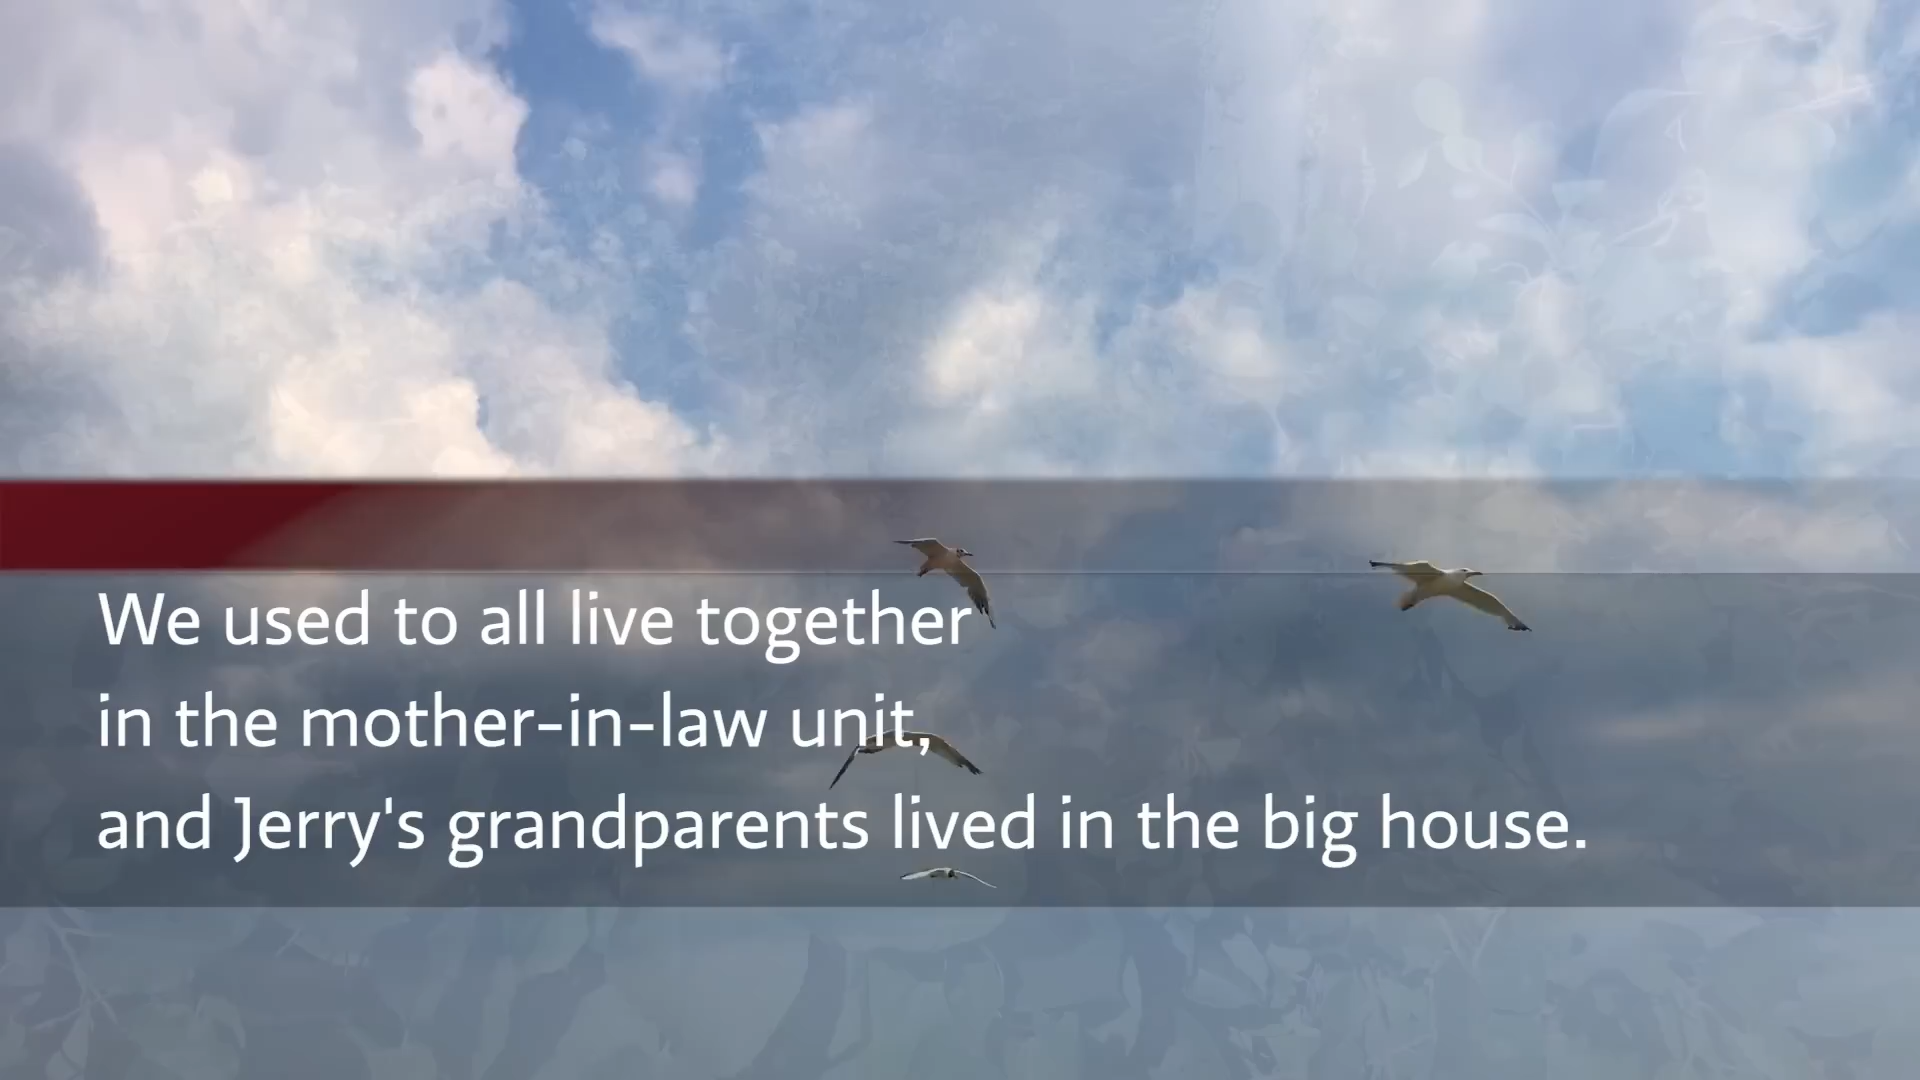 We used to all live together
in the mother-in-law unit,
and Jerry's grandparents lived in the big house.